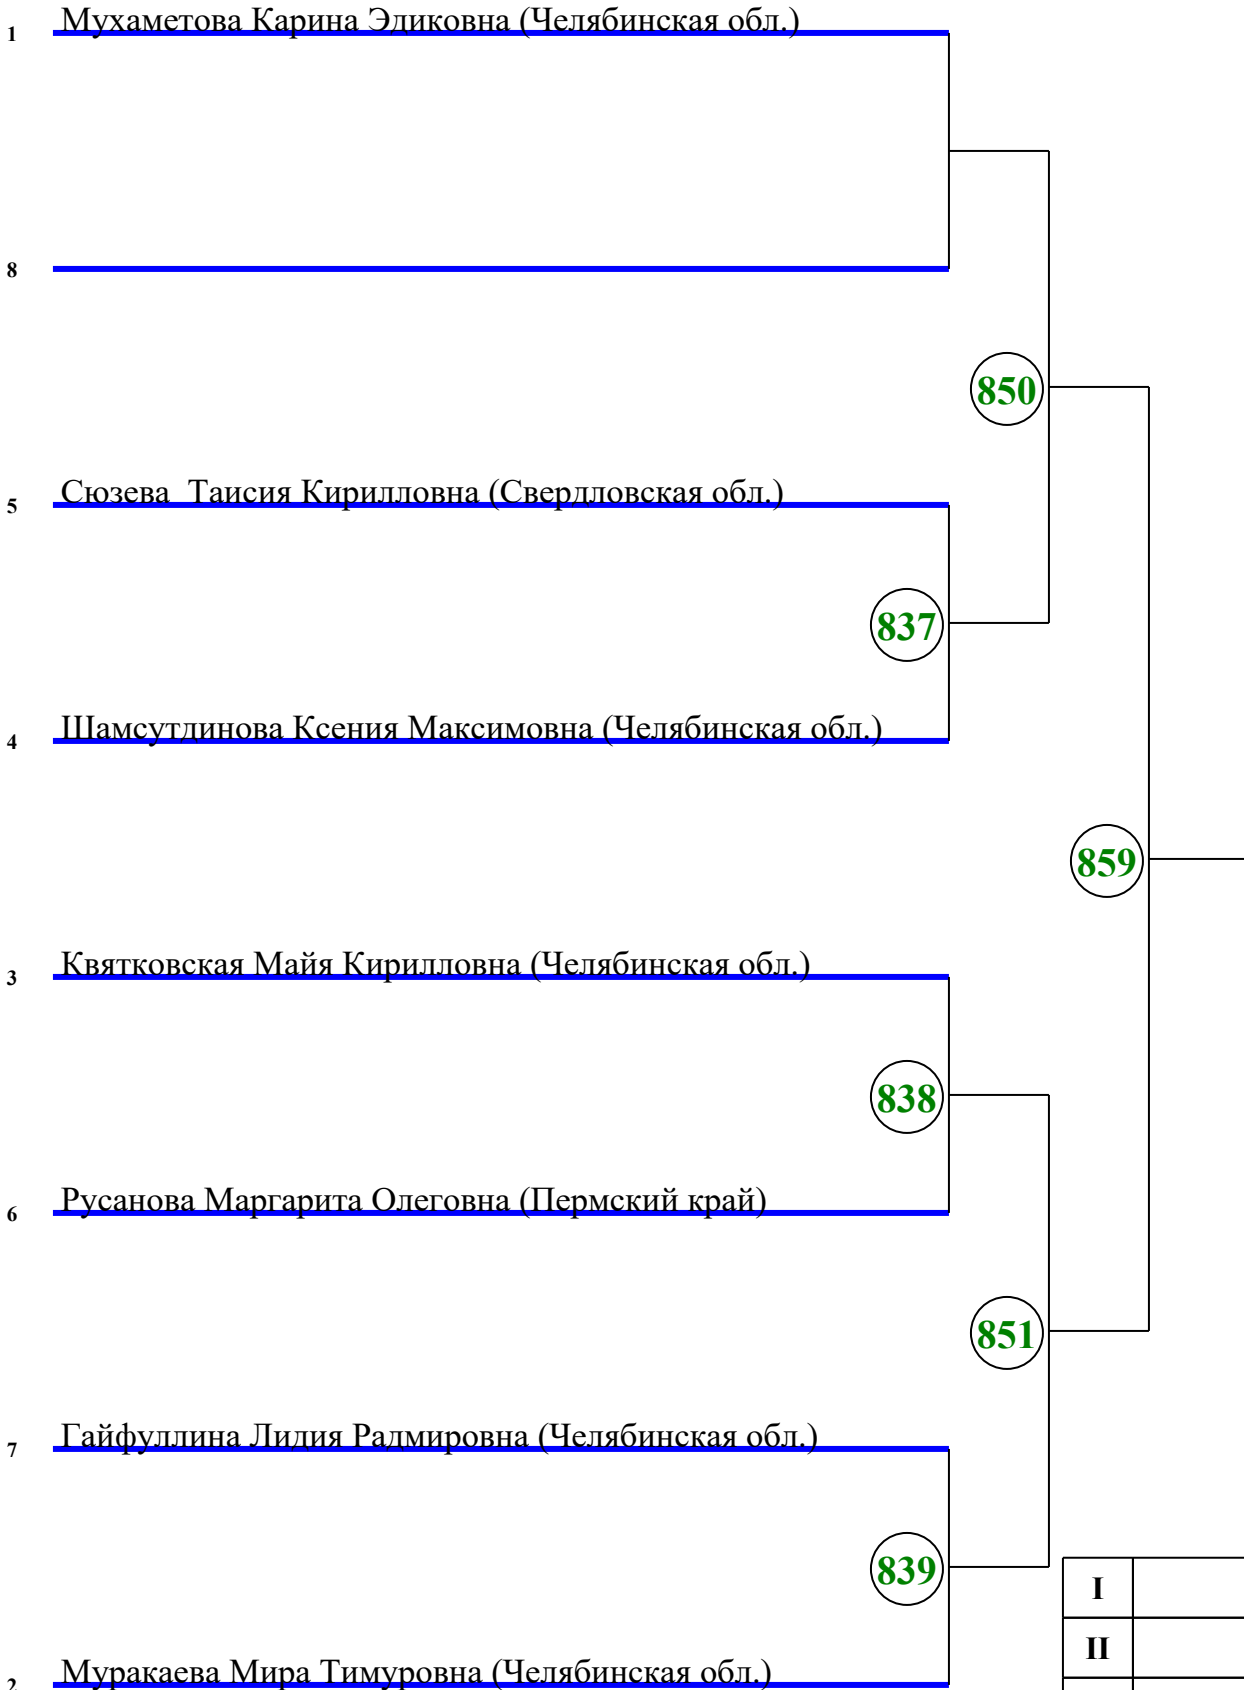 1 Мухаметова Карина Эдиковна (Челябинская обл.)
8
850
5 Сюзева Таисия Кирилловна (Свердловская обл.)
837
4 Шамсутдинова Ксения Максимовна (Челябинская обл.)
859
3 Квятковская Майя Кирилловна (Челябинская обл.)
838
6 Русанова Маргарита Олеговна (Пермский край)
851
7 Гайфуллина Лидия Радмировна (Челябинская обл.)
839
I
II
2 Муракаева Мира Тимуровна (Челябинская обл.)